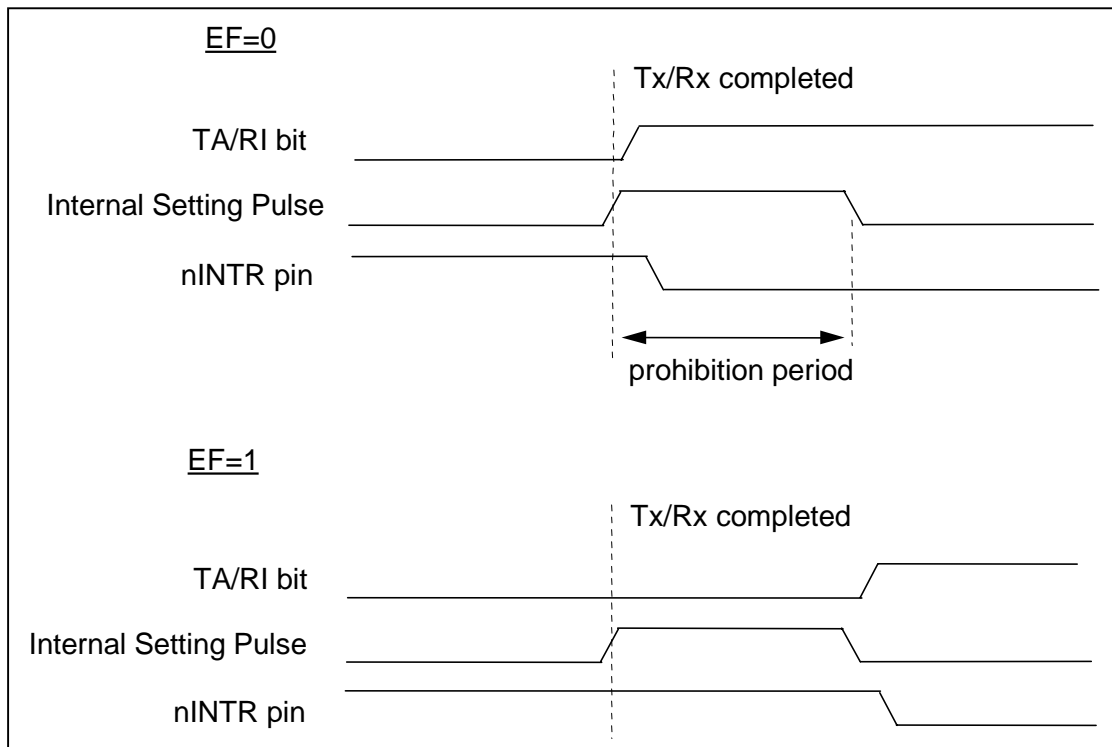 EF=0
Tx/Rx completed
TA/RI bit
Internal Setting Pulse
nINTR pin
prohibition period
EF=1
Tx/Rx completed
TA/RI bit
Internal Setting Pulse
nINTR pin